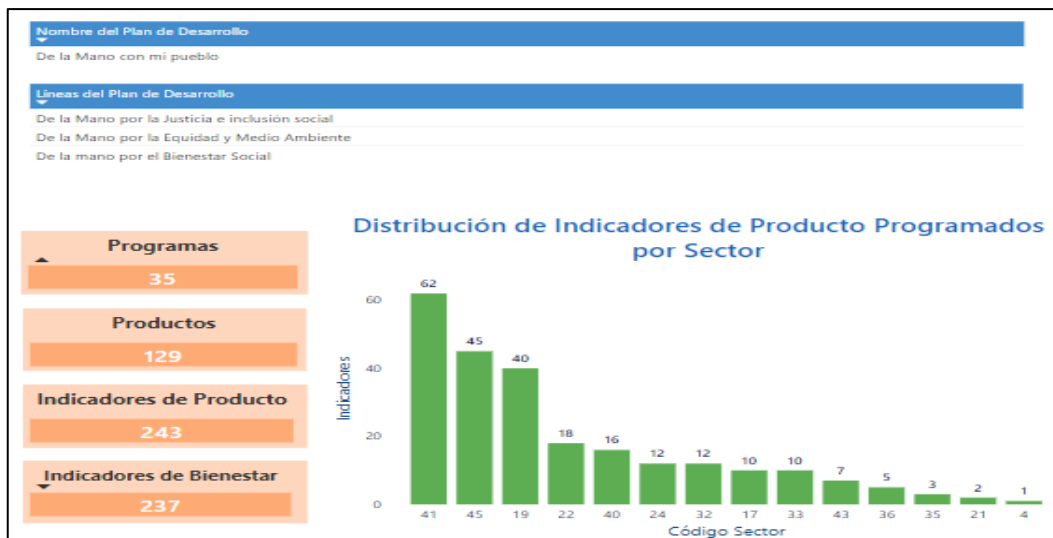 Nombre del Plan de Desarrollo
De la Mano con mi pueblo
Líneas del Plan de Desarrollo
De la Mano por la Justicia e inclusión social
De la Mano por la Equidad y Medio Ambiente
De la mano por el Bienestar Social
Programas
35
Productos
129
Indicadores de Producto
243
Indicadores de Bienestar
237
Distribución de Indicadores de Producto Programados
por Sector
Indicadores
60
40
20
0
62
45
40
18
16
12
12
10
10
7
5
3
2
1
41
45
19
22
40
24
32
17
33
43
36
35
21
4
Código Sector